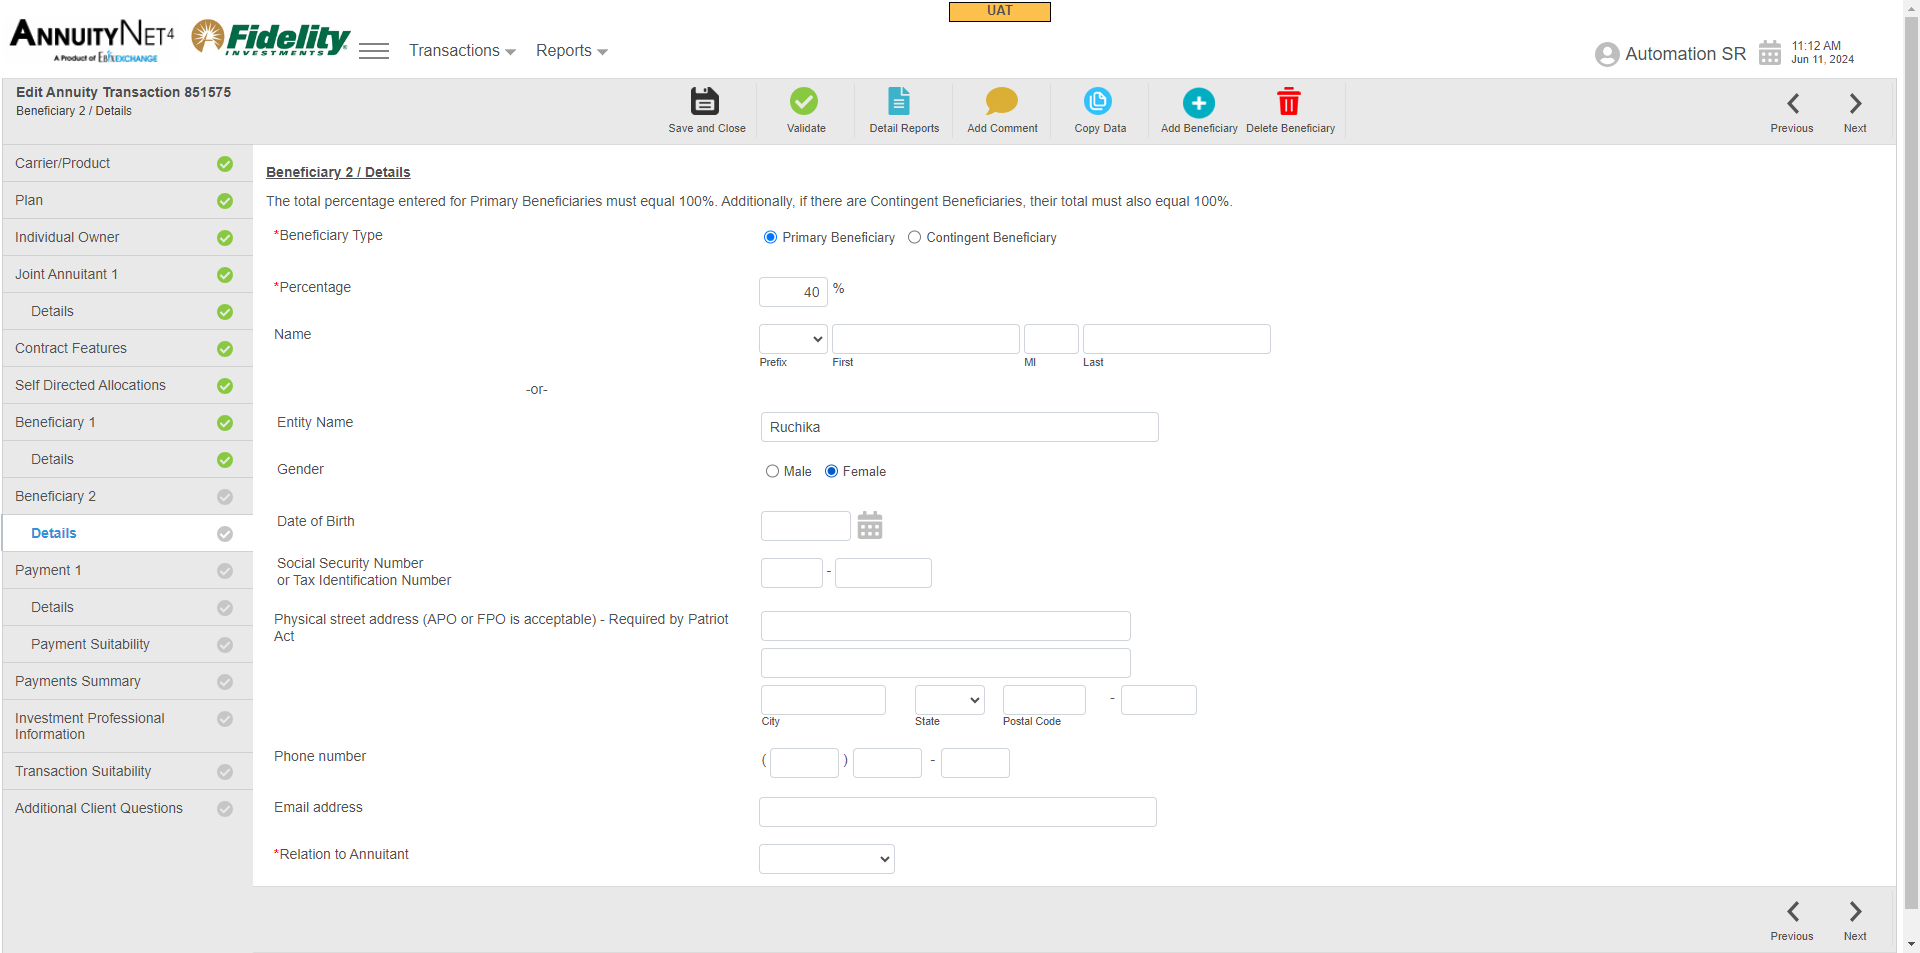 UAT
ANNUITYNET4
A Product of EbixEXCHANGE
Fidelity
INVESTMENTS
Transactions
Reports
Automation SR
11:12 AM
Jun 11, 2024
Edit Annuity Transaction 851575
Beneficiary 2 / Details
Save and Close
Validate
Detail Reports
Add Comment
Copy Data
Add Beneficiary
Delete Beneficiary
Previous
Next
Carrier/Product
Plan
Individual Owner
Joint Annuitant 1
Details
Contract Features
Self Directed Allocations
Beneficiary 1
Details
Beneficiary 2
Details
Payment 1
Details
Payment Suitability
Payments Summary
Investment Professional
Information
Transaction Suitability
Additional Client Questions
Beneficiary 2 / Details
The total percentage entered for Primary Beneficiaries must equal 100%. Additionally, if there are Contingent Beneficiaries, their total must also equal 100%.
*Beneficiary Type
Primary Beneficiary Contingent Beneficiary
*Percentage
40 %
Name
Prefix First MI Last
-or-
Entity Name
Ruchika
Gender
Male Female
Date of Birth
Social Security Number
or Tax Identification Number
-
Physical street address (APO or FPO is acceptable) - Required by Patriot
Act
-
City State Postal Code
Phone number
( ) -
Email address
*Relation to Annuitant
Previous
Next